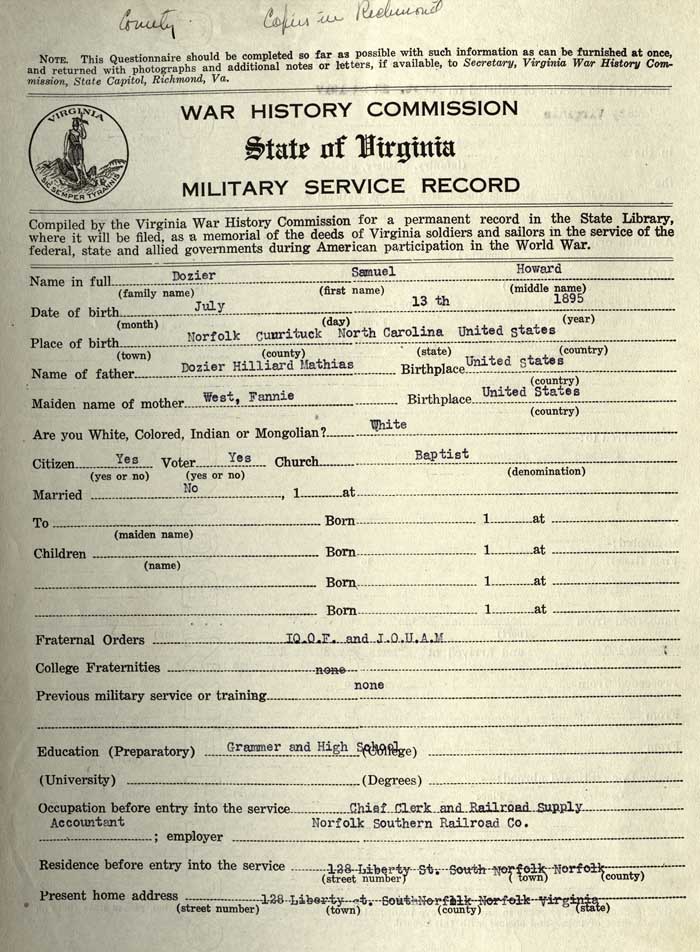 County. Copies in Richmond
NOTE. This Questionnaire should be completed so far as possible with such information as can be furnished at once,
and returned with photographs and additional notes or letters, if available, to Secretary, Virginia War History Com-
mission, State Capitol, Richmond, Va.
VIRGINIA
SIC SEMPER TYRANNIS
WAR HISTORY COMMISSION
State of Virginia
MILITARY SERVICE RECORD
Compiled by the Virginia War History Commission for a permanent record in the State Library,
where it will be filed, as a memorial of the deeds of Virginia soldiers and sailors in the service of the
federal, state and allied governments during American participation in the World War.
Name in full Dozier Samuel Howard
(family name) (first name) (middle name)
Date of birth July 13 th 1895
(month) (day) (year)
Place of birth Norfolk Currituck North Carolina United states
(town) (county) (state) (country)
Name of father Dozier Hilliard Mathias Birthplace United states
(country)
Maiden name of mother West, Fannie Birthplace United States
(country)
Are you White, Colored, Indian or Mongolian? White
Citizen Yes Voter Yes Church Baptist
(yes or no) (yes or no) (denomination)
Married No , 1 at
To Born 1 at
(maiden name)
Children Born 1 at
(name)
Born 1 at
Born 1 at
Fraternal Orders IO.O.F. and J.O.U.A.M
College Fraternities none
Previous military service or training none
Education (Preparatory) Grammer and High School (College)
(University) (Degrees)
Occupation before entry into the service Chief Clerk and Railroad Supply
Accountant ; employer Norfolk Southern Railroad Co.
Residence before entry into the service 128 Liberty St. South Norfolk Norfolk
(street number) (town) (county)
Present home address 128 Liberty st. SouthNorfolk Norfolk Virginia
(street number) (town) (county) (state)